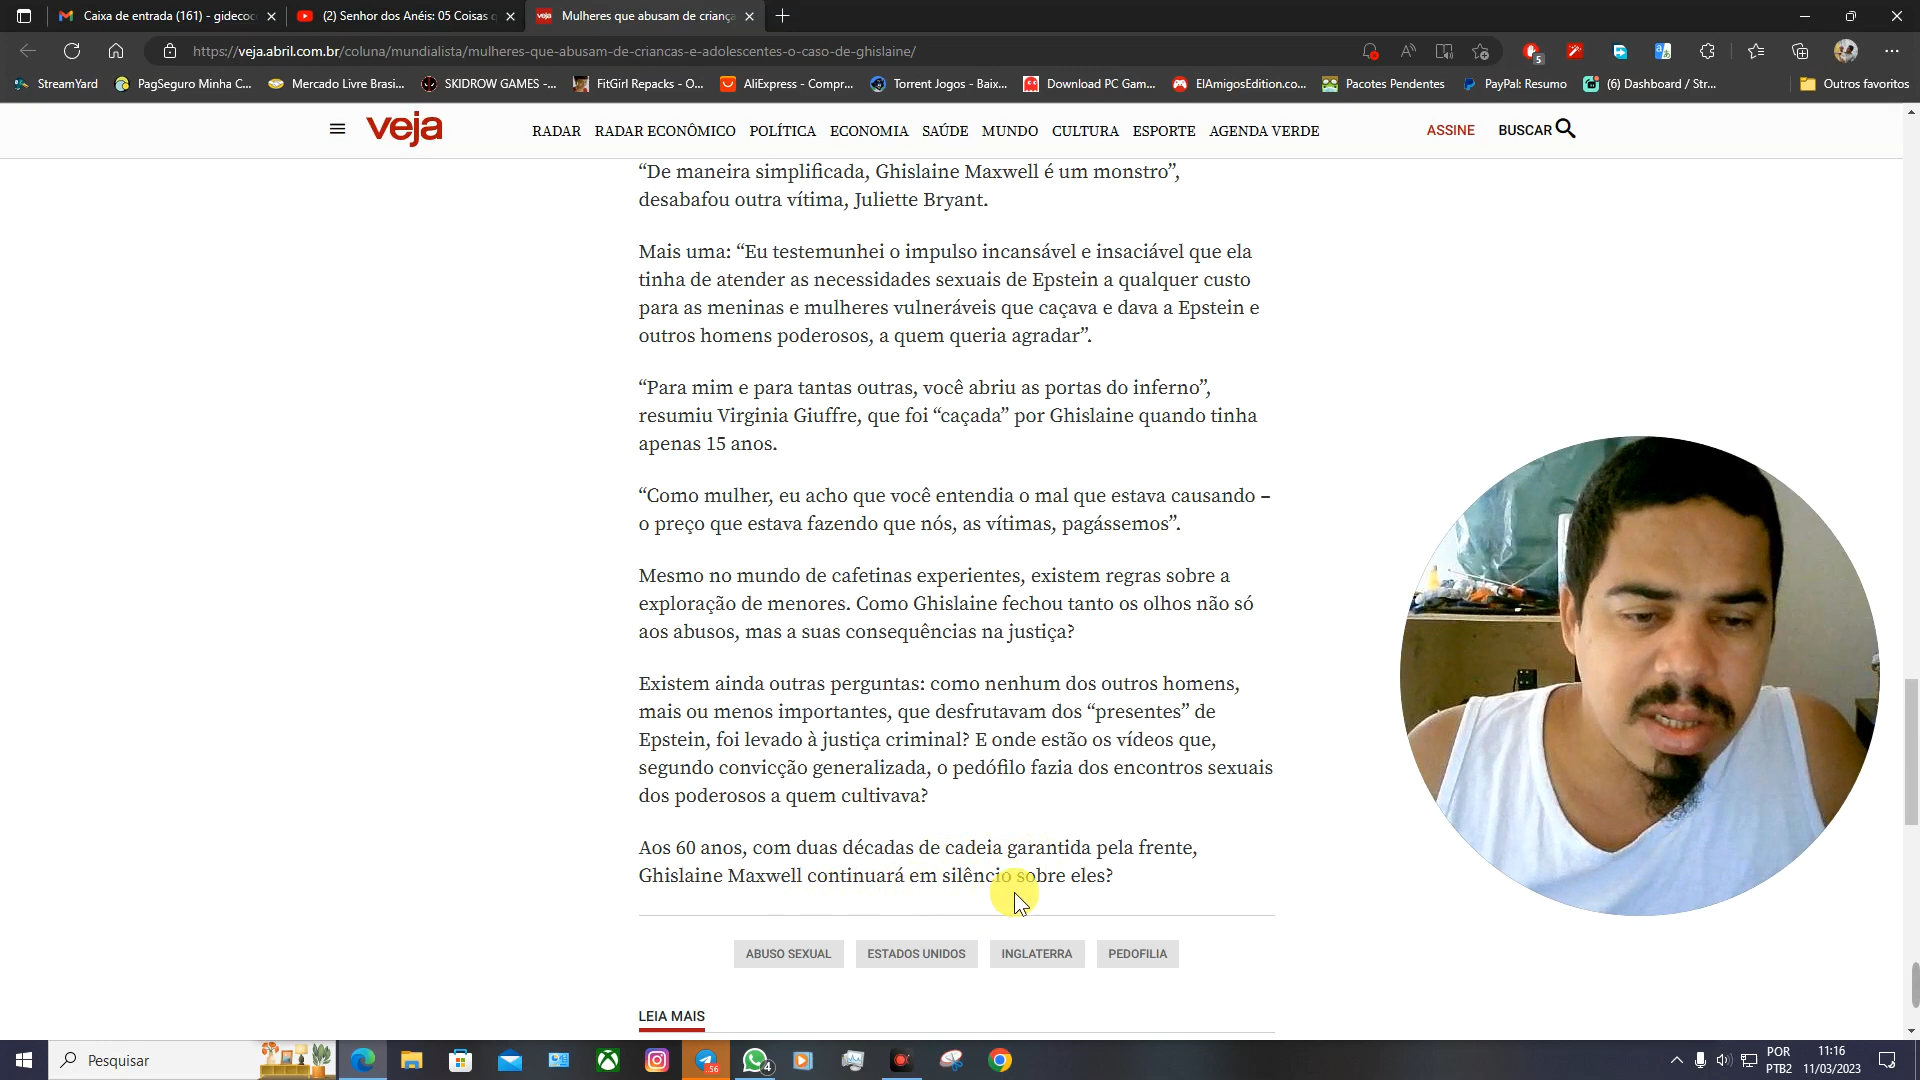 Caixa de entrada (161) - gidecoc
(2) Senhor dos Anéis: 05 Coisas q
Mulheres que abusam de criança
https://veja.abril.com.br/coluna/mundialista/mulheres-que-abusam-de-criancas-e-adolescentes-o-caso-de-ghislaine/
5
StreamYard
PagSeguro Minha C...
Mercado Livre Brasi...
SKIDROW GAMES -...
FitGirl Repacks - O...
AliExpress - Compr...
Torrent Jogos - Baix...
Download PC Gam...
ElAmigosEdition.co...
Pacotes Pendentes
PayPal: Resumo
(6) Dashboard / Str...
Outros favoritos
veja
RADAR
RADAR ECONÔMICO
POLÍTICA
ECONOMIA
SAÚDE
MUNDO
CULTURA
ESPORTE
AGENDA VERDE
ASSINE
BUSCAR
“De maneira simplificada, Ghislaine Maxwell é um monstro”,
desabafou outra vítima, Juliette Bryant.
Mais uma: “Eu testemunhei o impulso incansável e insaciável que ela
tinha de atender as necessidades sexuais de Epstein a qualquer custo
para as meninas e mulheres vulneráveis que caçava e dava a Epstein e
outros homens poderosos, a quem queria agradar”.
“Para mim e para tantas outras, você abriu as portas do inferno”,
resumiu Virginia Giuffre, que foi “caçada” por Ghislaine quando tinha
apenas 15 anos.
“Como mulher, eu acho que você entendia o mal que estava causando –
o preço que estava fazendo que nós, as vítimas, pagássemos”.
Mesmo no mundo de cafetinas experientes, existem regras sobre a
exploração de menores. Como Ghislaine fechou tanto os olhos não só
aos abusos, mas a suas consequências na justiça?
Existem ainda outras perguntas: como nenhum dos outros homens,
mais ou menos importantes, que desfrutavam dos “presentes” de
Epstein, foi levado à justiça criminal? E onde estão os vídeos que,
segundo convicção generalizada, o pedófilo fazia dos encontros sexuais
dos poderosos a quem cultivava?
Aos 60 anos, com duas décadas de cadeia garantida pela frente,
Ghislaine Maxwell continuará em silêncio sobre eles?
ABUSO SEXUAL
ESTADOS UNIDOS
INGLATERRA
PEDOFILIA
LEIA MAIS
Pesquisar
56
4
POR
PTB2
11:16
11/03/2023